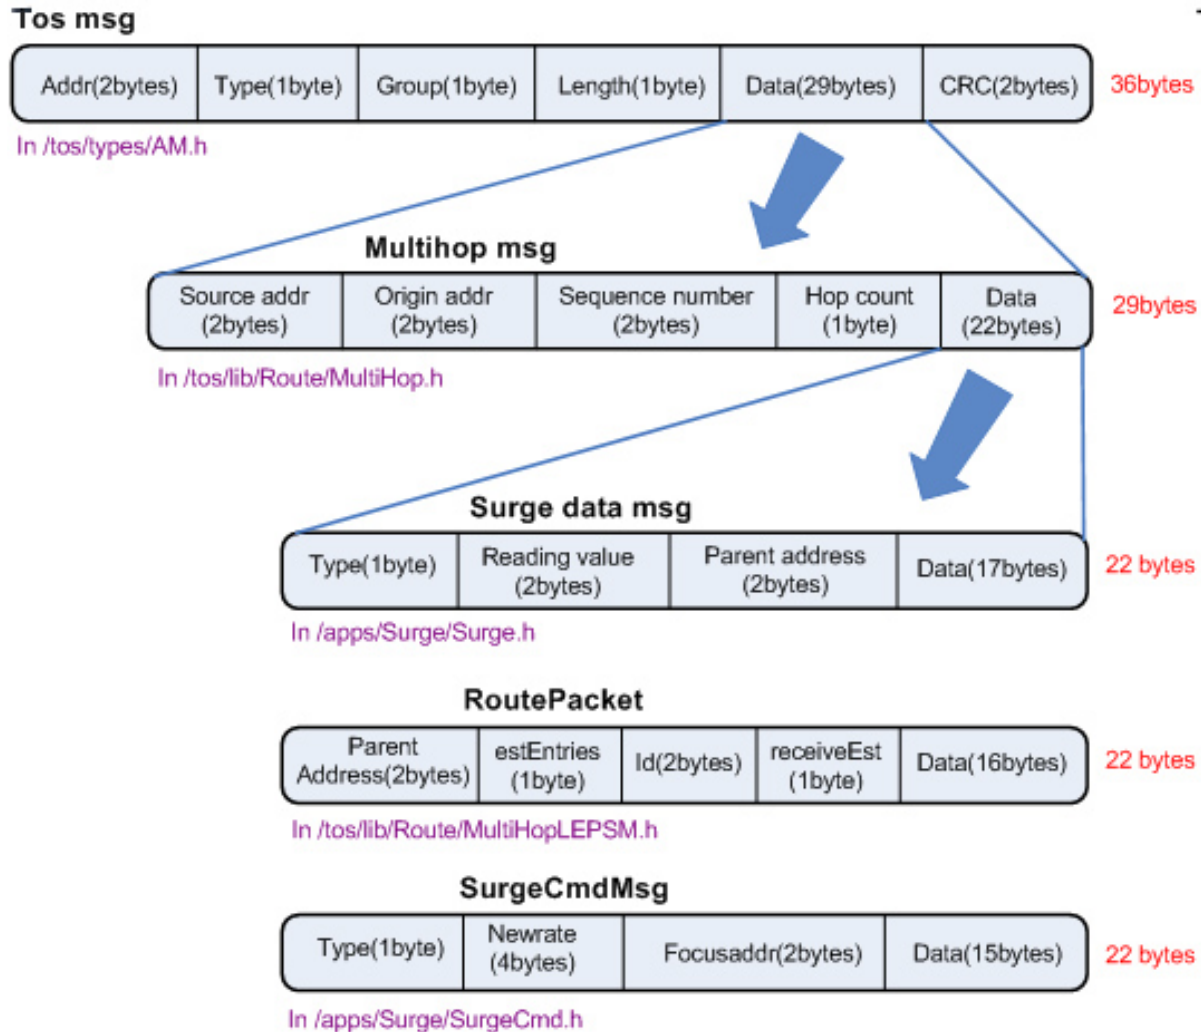 Tos msg
Addr(2bytes) Type(1byte) Group(1byte) Length(1byte) Data(29bytes) CRC(2bytes) 36bytes
In /tos/types/AM.h
Multihop msg
Source addr (2bytes) Origin addr (2bytes) Sequence number (2bytes) Hop count (1byte) Data (22bytes) 29bytes
In /tos/lib/Route/MultiHop.h
Surge data msg
Type(1byte) Reading value (2bytes) Parent address (2bytes) Data(17bytes) 22 bytes
In /apps/Surge/Surge.h
RoutePacket
Parent Address(2bytes) estEntries (1byte) Id(2bytes) receiveEst (1byte) Data(16bytes) 22 bytes
In /tos/lib/Route/MultiHopLEPSM.h
SurgeCmdMsg
Type(1byte) Newrate (4bytes) Focusaddr(2bytes) Data(15bytes) 22 bytes
In /apps/Surge/SurgeCmd.h